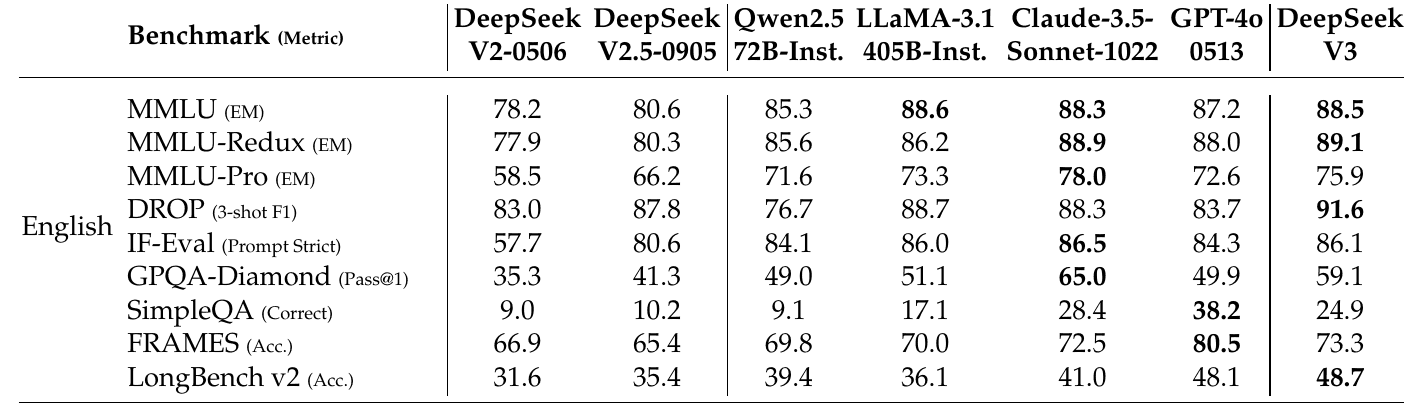 Benchmark (Metric) DeepSeek DeepSeek Qwen2.5 LLaMA-3.1 Claude-3.5- GPT-4o DeepSeek
V2-0506 V2.5-0905 72B-Inst. 405B-Inst. Sonnet-1022 0513 V3
MMLU (EM) 78.2 80.6 85.3 88.6 88.3 87.2 88.5
MMLU-Redux (EM) 77.9 80.3 85.6 86.2 88.9 88.0 89.1
MMLU-Pro (EM) 58.5 66.2 71.6 73.3 78.0 72.6 75.9
DROP (3-shot F1) 83.0 87.8 76.7 88.7 88.3 83.7 91.6
English
IF-Eval (Prompt Strict) 57.7 80.6 84.1 86.0 86.5 84.3 86.1
GPQA-Diamond (Pass@1) 35.3 41.3 49.0 51.1 65.0 49.9 59.1
SimpleQA (Correct) 9.0 10.2 9.1 17.1 28.4 38.2 24.9
FRAMES (Acc.) 66.9 65.4 69.8 70.0 72.5 80.5 73.3
LongBench v2 (Acc.) 31.6 35.4 39.4 36.1 41.0 48.1 48.7